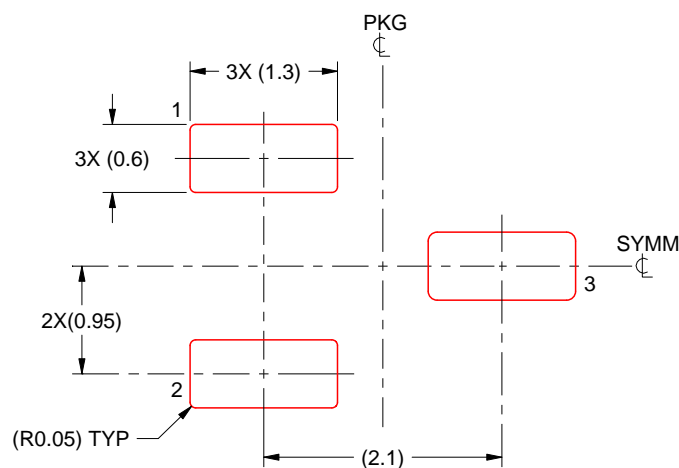 PKG
℄
3X (1.3)
1
3X (0.6)
SYMM
℄
3
2X(0.95)
2
(R0.05) TYP
(2.1)